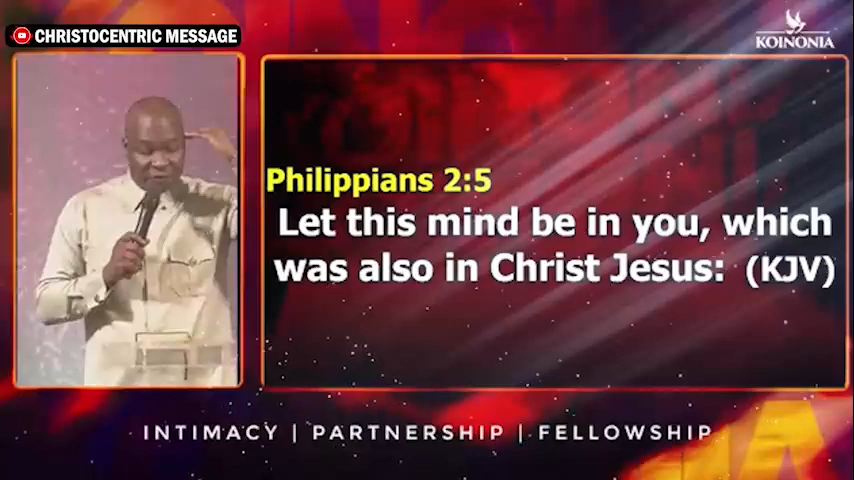 CHRISTOCENTRIC MESSAGE
KOINONIA
Philippians 2:5
Let this mind be in you, which
was also in Christ Jesus: (KJV)
INTIMACY | PARTNERSHIP | FELLOWSHIP